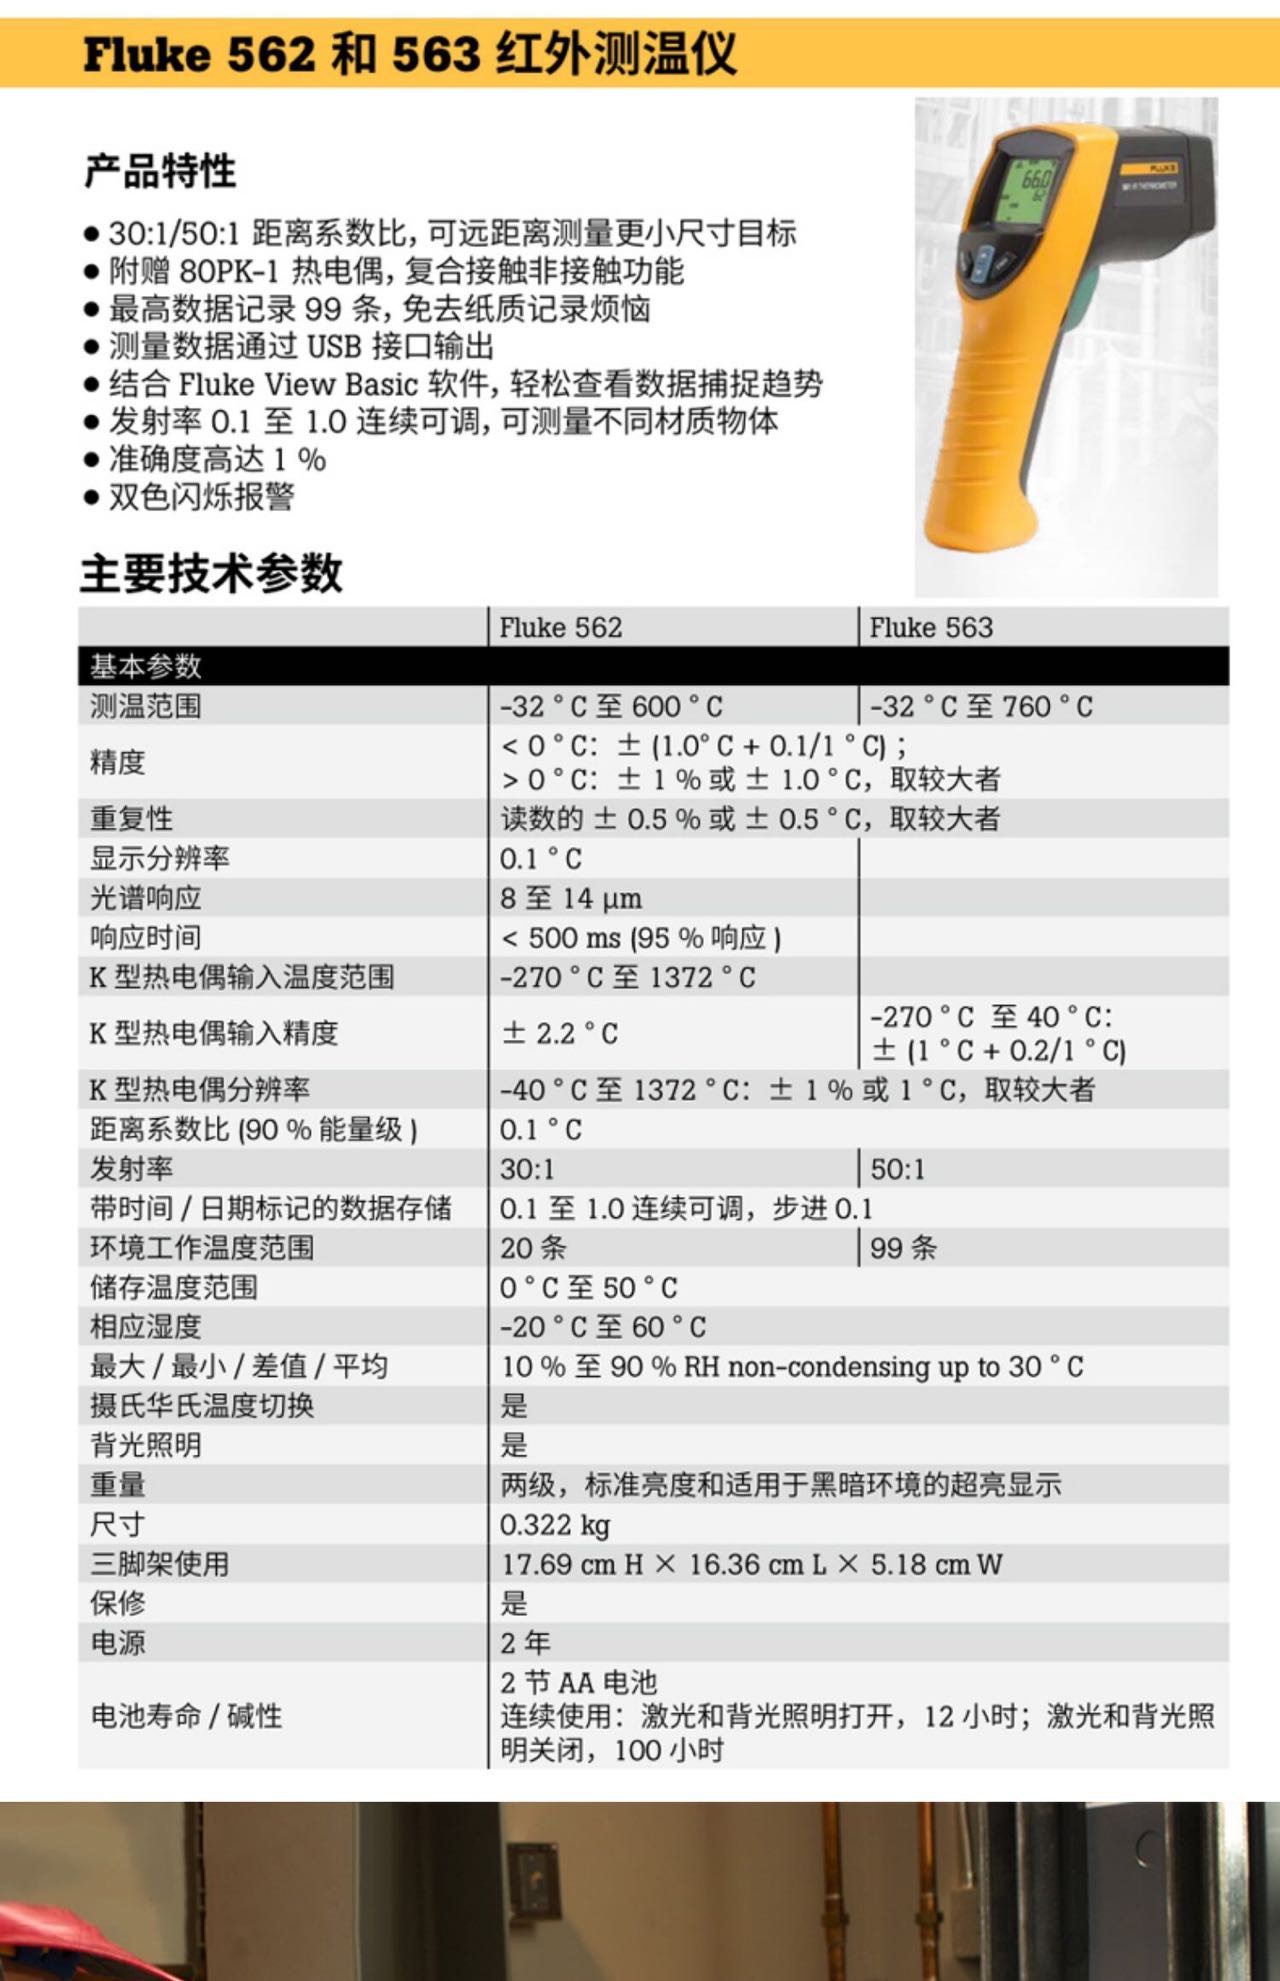 Fluke 562 和 563 红外测温仪
产品特性
● 30:1/50:1 距离系数比，可远距离测量更小尺寸目标
● 附赠 80PK-1 热电偶，复合接触非接触功能
● 最高数据记录 99 条，免去纸质记录烦恼
● 测量数据通过 USB 接口输出
● 结合 Fluke View Basic 软件，轻松查看数据捕捉趋势
● 发射率 0.1 至 1.0 连续可调，可测量不同材质物体
● 准确度高达 1 %
● 双色闪烁报警
FLUKE
66.0
主要技术参数
Fluke 562 Fluke 563
基本参数
测温范围 -32 ° C 至 600 ° C -32 ° C 至 760 ° C
精度 < 0 ° C： ± (1.0° C + 0.1/1 ° C)；
> 0 ° C： ± 1 % 或 ± 1.0 ° C，取较大者
重复性 读数的 ± 0.5 % 或 ± 0.5 ° C，取较大者
显示分辨率 0.1 ° C
光谱响应 8 至 14 µm
响应时间 < 500 ms (95 % 响应 )
K 型热电偶输入温度范围 -270 ° C 至 1372 ° C
K 型热电偶输入精度 ± 2.2 ° C -270 ° C 至 40 ° C：
± (1 ° C + 0.2/1 ° C)
K 型热电偶分辨率 -40 ° C 至 1372 ° C： ± 1 % 或 1 ° C，取较大者
距离系数比 (90 % 能量级 ) 0.1 ° C
发射率 30:1 50:1
带时间 / 日期标记的数据存储 0.1 至 1.0 连续可调，步进 0.1
环境工作温度范围 20 条 99 条
储存温度范围 0 ° C 至 50 ° C
相应湿度 -20 ° C 至 60 ° C
最大 / 最小 / 差值 / 平均 10 % 至 90 % RH non-condensing up to 30 ° C
摄氏华氏温度切换 是
背光照明 是
重量 两级，标准亮度和适用于黑暗环境的超亮显示
尺寸 0.322 kg
三脚架使用 17.69 cm H × 16.36 cm L × 5.18 cm W
保修 是
电源 2 年
电池寿命 / 碱性 2 节 AA 电池
连续使用：激光和背光照明打开，12 小时；激光和背光照
明关闭，100 小时